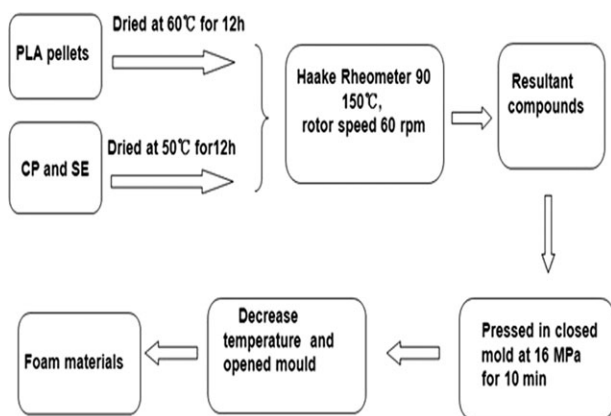 Dried at 60℃ for 12h
PLA pellets
Dried at 50℃ for12h
CP and SE
Haake Rheometer 90
150℃,
rotor speed 60 rpm
Resultant
compounds
Pressed in closed
mold at 16 MPa
for 10 min
Decrease
temperature and
opened mould
Foam materials